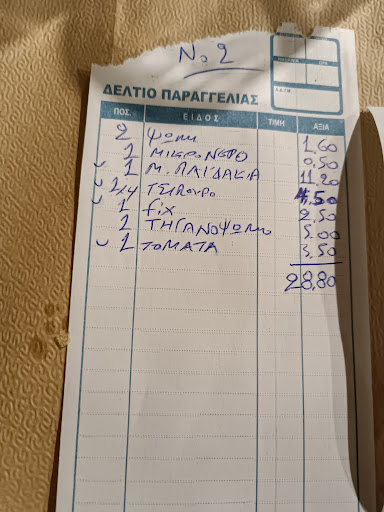 No 2
ΔΕΛΤΙΟ ΠΑΡΑΓΓΕΛΙΑΣ
ΠΟΣ. ΕΙΔΟΣ ΤΙΜΗ ΑΞΙΑ
2 ΨΩΜΙ 1,60
1 ΜΙΚΡΟ ΝΕΡΟ 0,50
1 Μ. ΠΑΪΔΑΚΙΑ 11,20
1/4 ΤΣΙΠΟΥΡΟ 4,50
1 fix 2,50
1 ΤΗΓΑΝΟΨΩΜΟ 5,00
1 ΤΟΜΑΤΑ 3,50
28,80